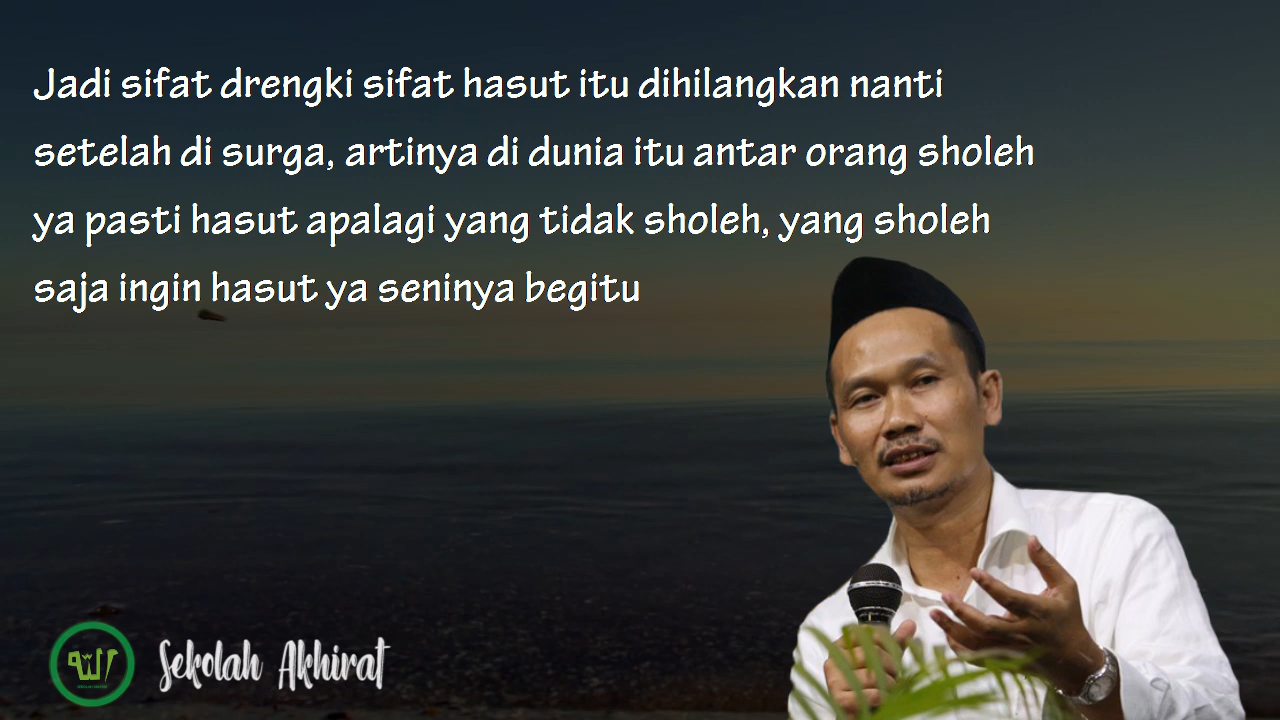 Jadi sifat drengki sifat hasut itu dihilangkan nanti
setelah di surga, artinya di dunia itu antar orang sholeh
ya pasti hasut apalagi yang tidak sholeh, yang sholeh
saja ingin hasut ya seninya begitu
Sekolah Akhirat